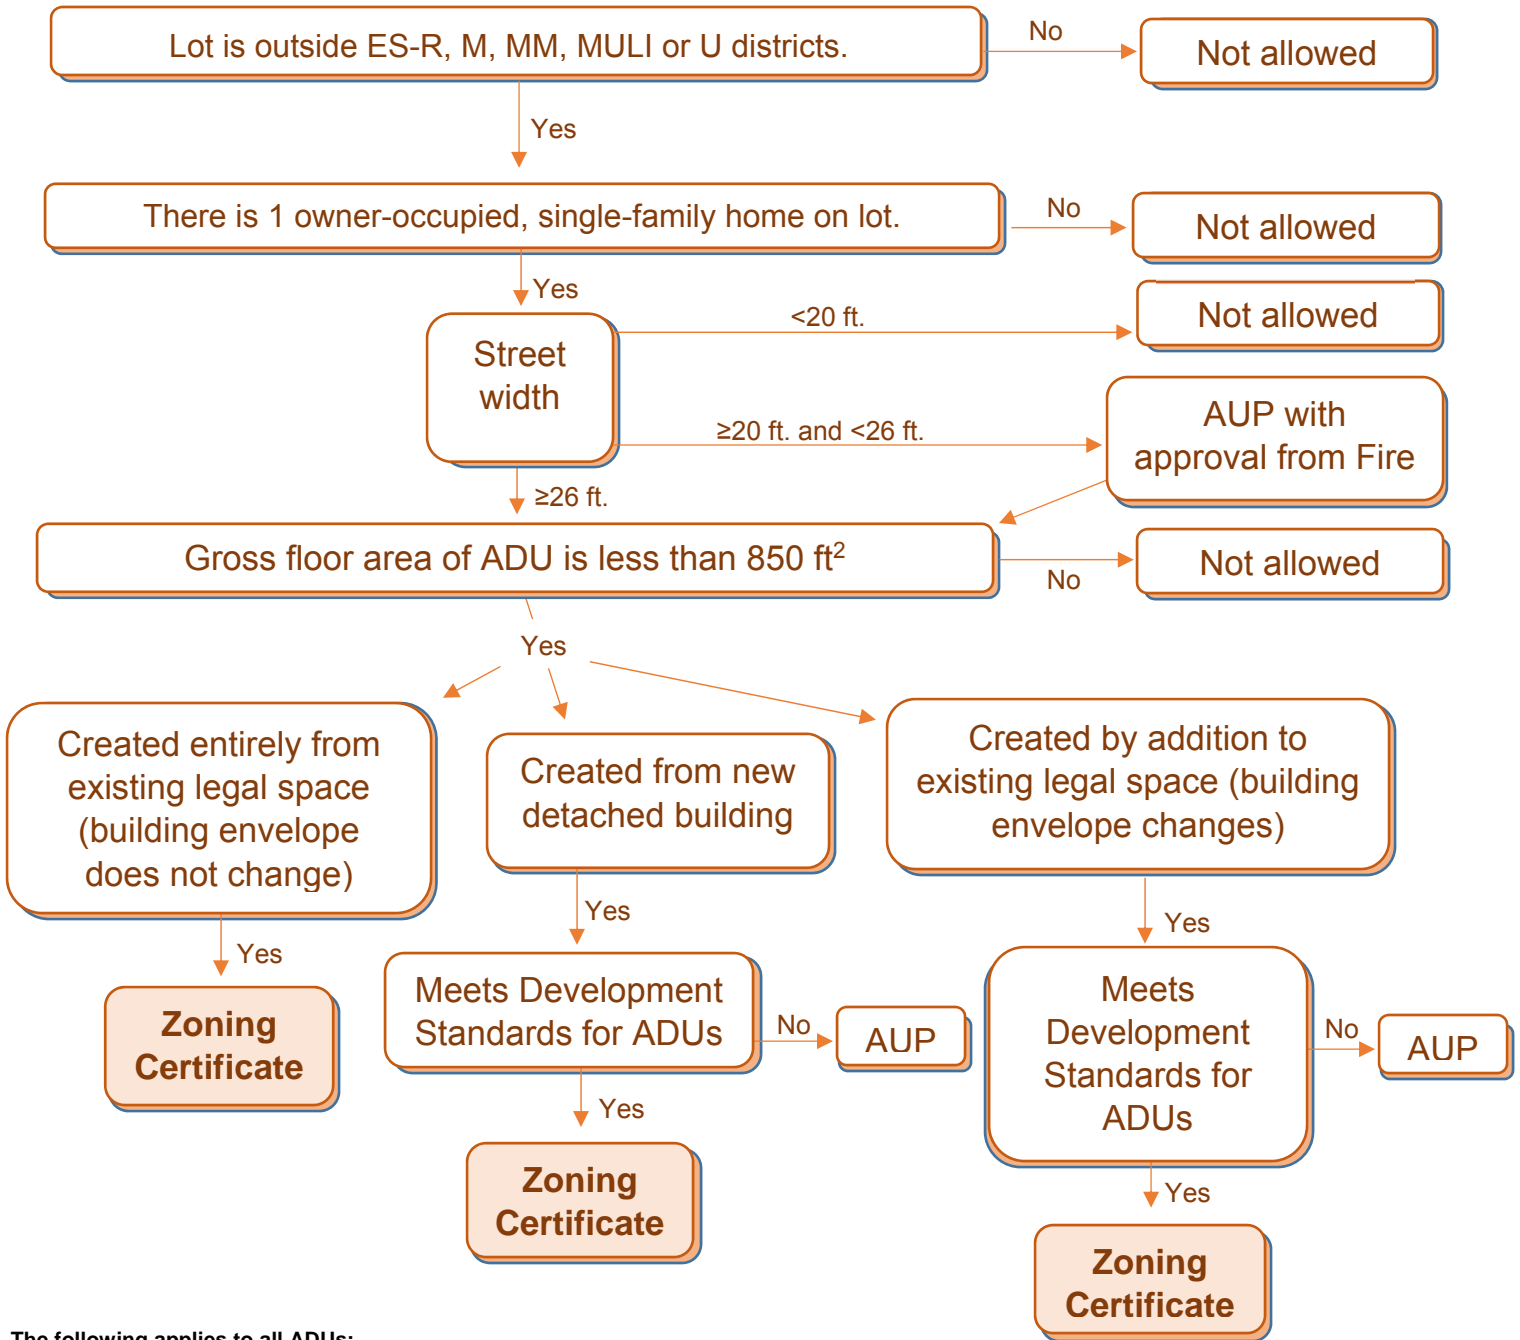 Lot is outside ES-R, M, MM, MULI or U districts.
No
Not allowed
Yes
There is 1 owner-occupied, single-family home on lot.
No
Not allowed
Yes
Street
width
<20 ft.
Not allowed
≥20 ft. and <26 ft.
AUP with
approval from Fire
≥26 ft.
Gross floor area of ADU is less than 850 ft²
No
Not allowed
Yes
Created entirely from
existing legal space
(building envelope
does not change)
Yes
Zoning
Certificate
Created from new
detached building
Yes
Meets Development
Standards for ADUs
No
AUP
Yes
Zoning
Certificate
Created by addition to
existing legal space (building
envelope changes)
Yes
Meets
Development
Standards for
ADUs
No
AUP
Yes
Zoning
Certificate
The following applies to all ADUs: